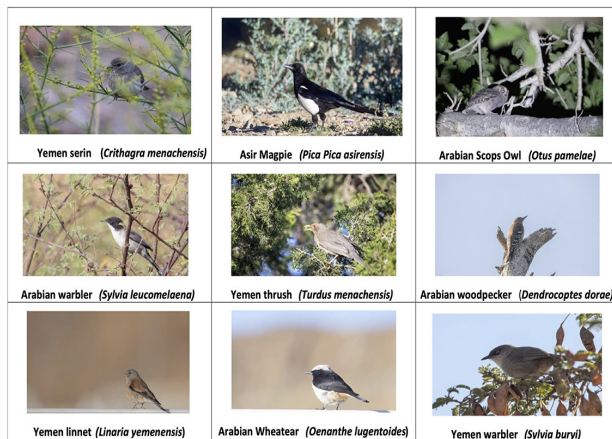 Yemen serin (Crithagra menachensis)
Asir Magpie (Pica Pica asirensis)
Arabian Scops Owl (Otus pamelae)
Arabian warbler (Sylvia leucomelaena)
Yemen thrush (Turdus menachensis)
Arabian woodpecker (Dendrocoptes dorae)
Yemen linnet (Linaria yemenensis)
Arabian Wheatear (Oenanthe lugentoides)
Yemen warbler (Sylvia buryi)